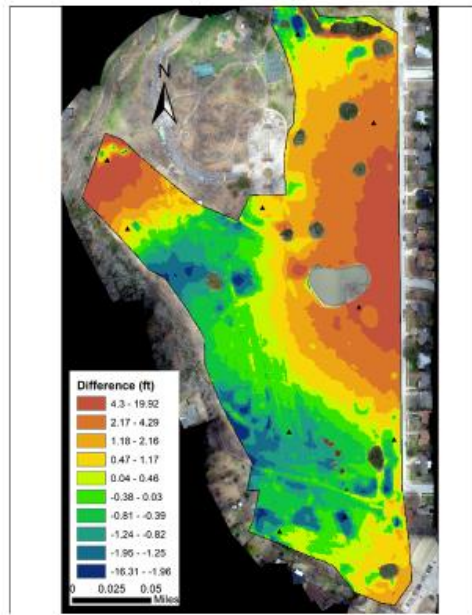 N
Difference (ft)
4.3 - 19.92
2.17 - 4.29
1.18 - 2.16
0.47 - 1.17
0.04 - 0.46
-0.38 - 0.03
-0.81 - -0.39
-1.24 - -0.82
-1.95 - -1.25
-16.31 - -1.96
0 0.025 0.05
Miles